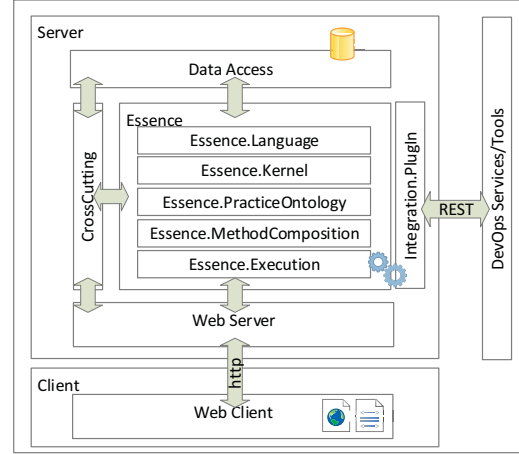 Server
Data Access
Essence
Essence.Language
Essence.Kernel
Essence.PracticeOntology
Essence.MethodComposition
Essence.Execution
CrossCutting
Integration.PlugIn
REST
DevOps Services/Tools
Web Server
http
Client
Web Client